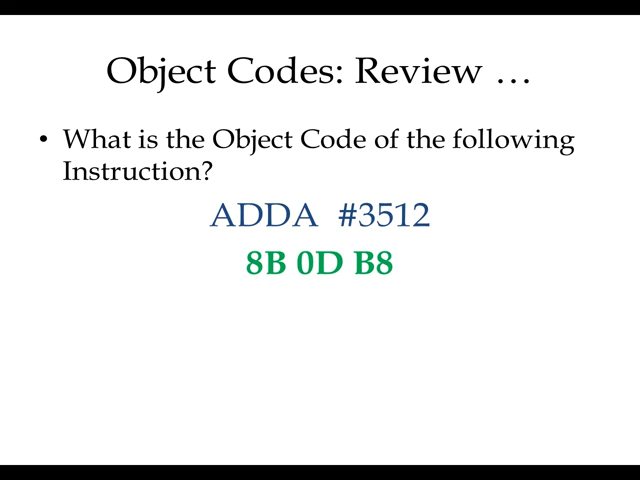 Object Codes: Review …
• What is the Object Code of the following
Instruction?
ADDA #3512
8B 0D B8